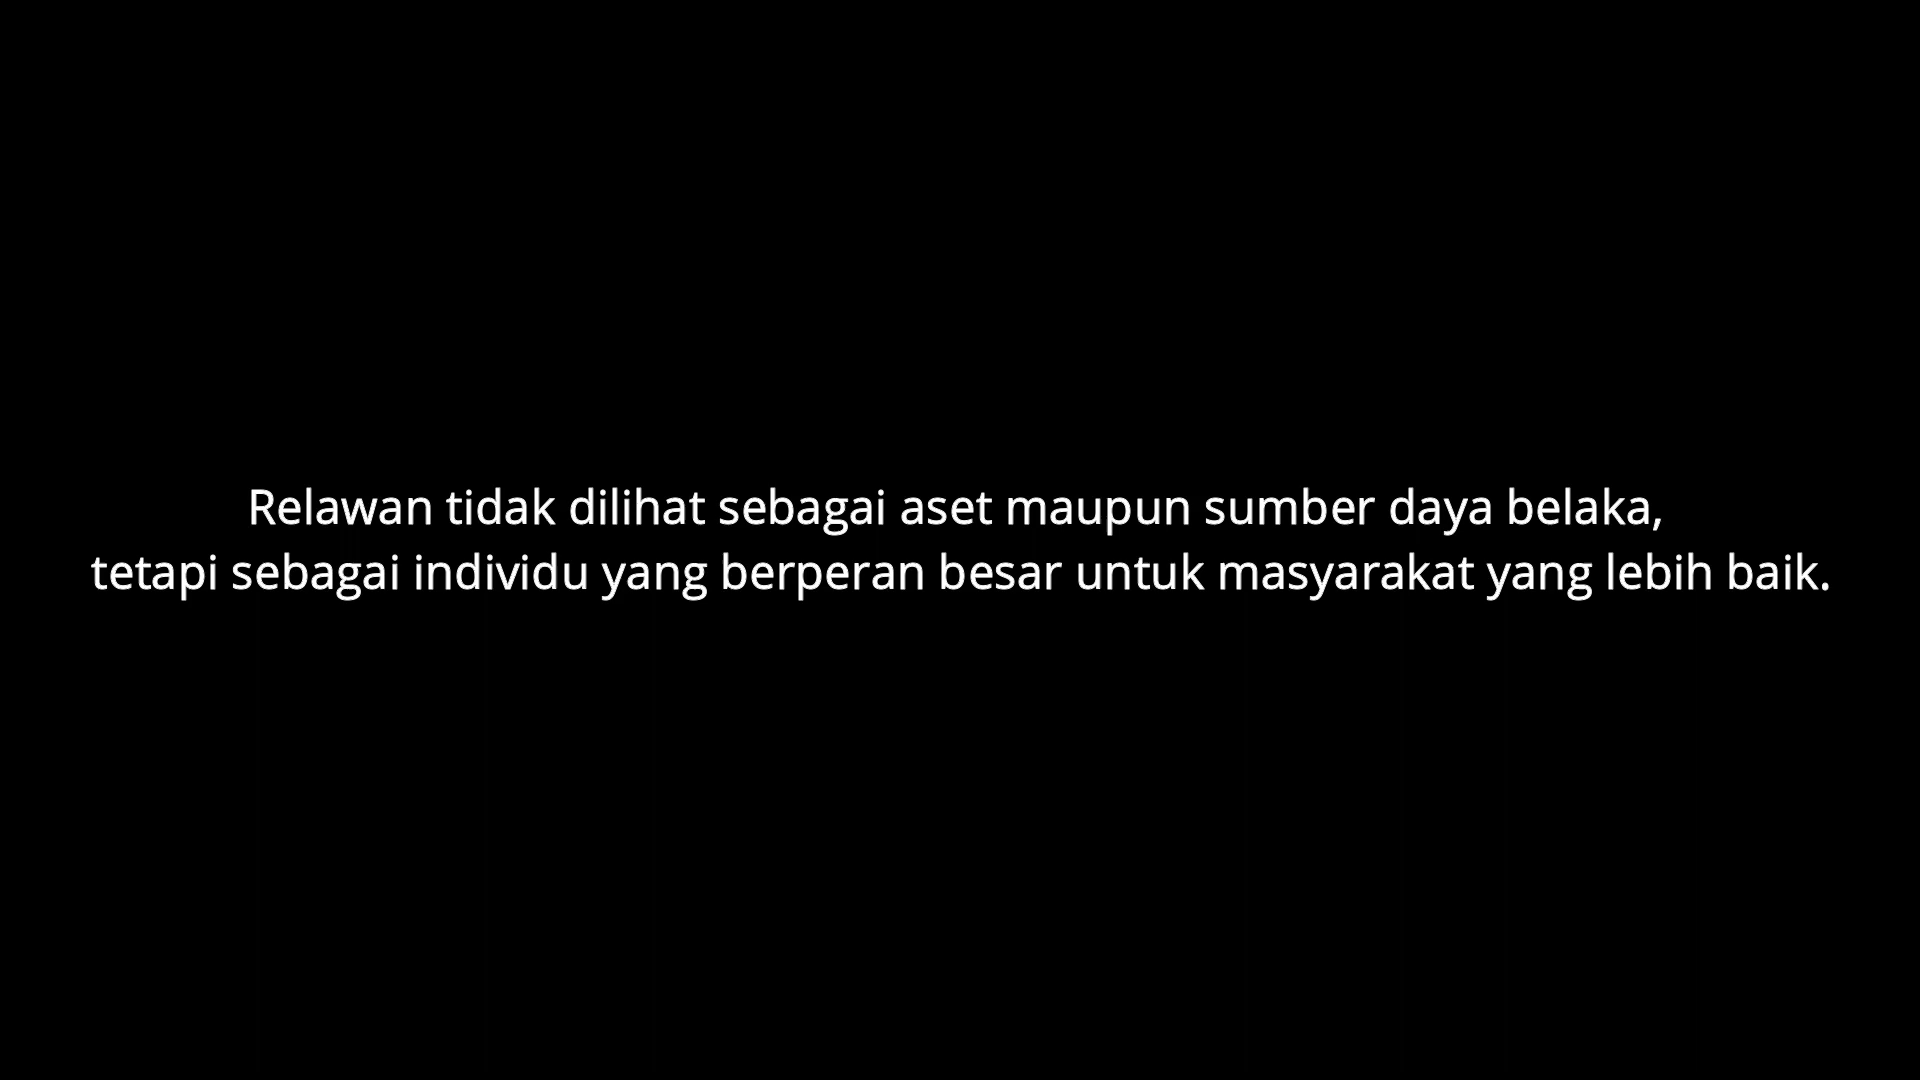 Relawan tidak dilihat sebagai aset maupun sumber daya belaka,
tetapi sebagai individu yang berperan besar untuk masyarakat yang lebih baik.